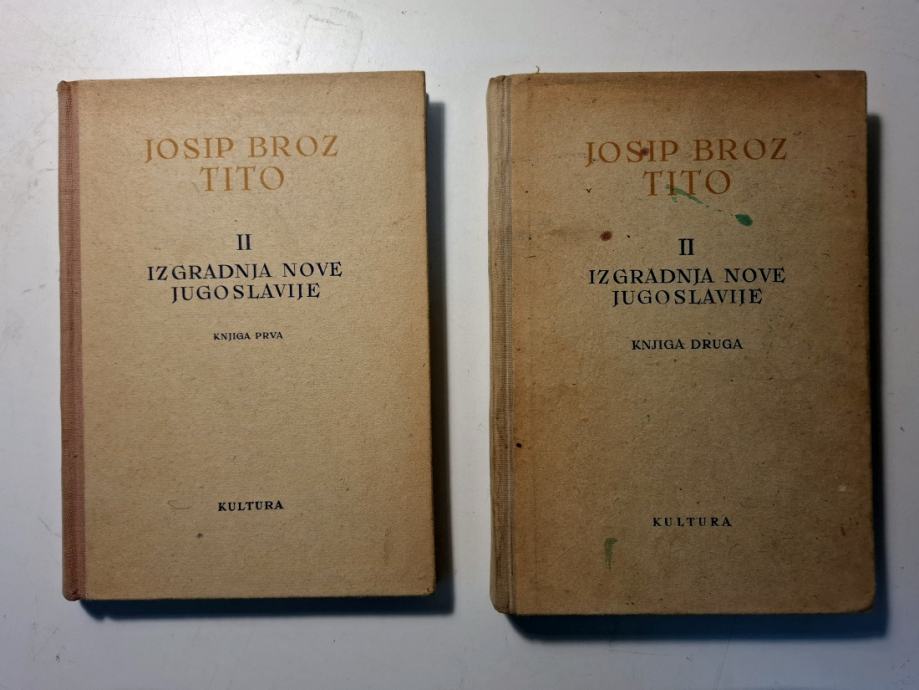 JOSIP BROZ
TITO
II
IZGRADNJA NOVE
JUGOSLAVIJE
KNJIGA PRVA
KULTURA
JOSIP BROZ
TITO
II
IZGRADNJA NOVE
JUGOSLAVIJE
KNJIGA DRUGA
KULTURA